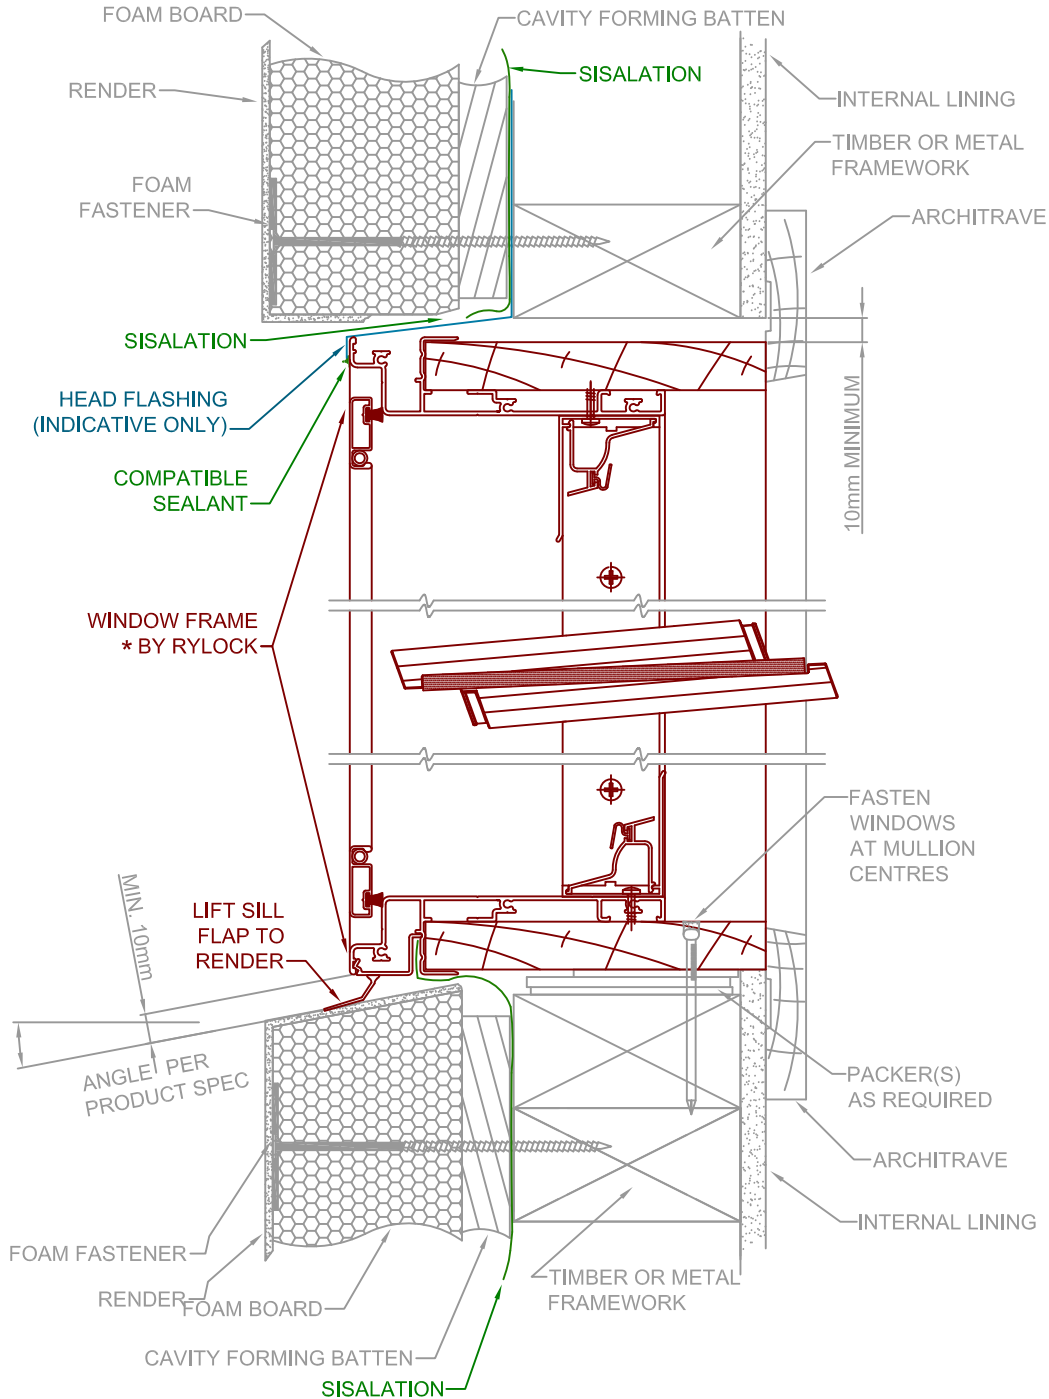 FOAM BOARD
CAVITY FORMING BATTEN
SISALATION
RENDER
INTERNAL LINING
TIMBER OR METAL
FRAMEWORK
FOAM
FASTENER
ARCHITRAVE
SISALATION
HEAD FLASHING
(INDICATIVE ONLY)
10mm MINIMUM
COMPATIBLE
SEALANT
WINDOW FRAME
* BY RYLOCK
FASTEN
WINDOWS
AT MULLION
CENTRES
MIN. 10mm
LIFT SILL
FLAP TO
RENDER
ANGLE PER
PRODUCT SPEC
PACKER(S)
AS REQUIRED
ARCHITRAVE
INTERNAL LINING
FOAM FASTENER
TIMBER OR METAL
FRAMEWORK
RENDER
FOAM BOARD
CAVITY FORMING BATTEN
SISALATION